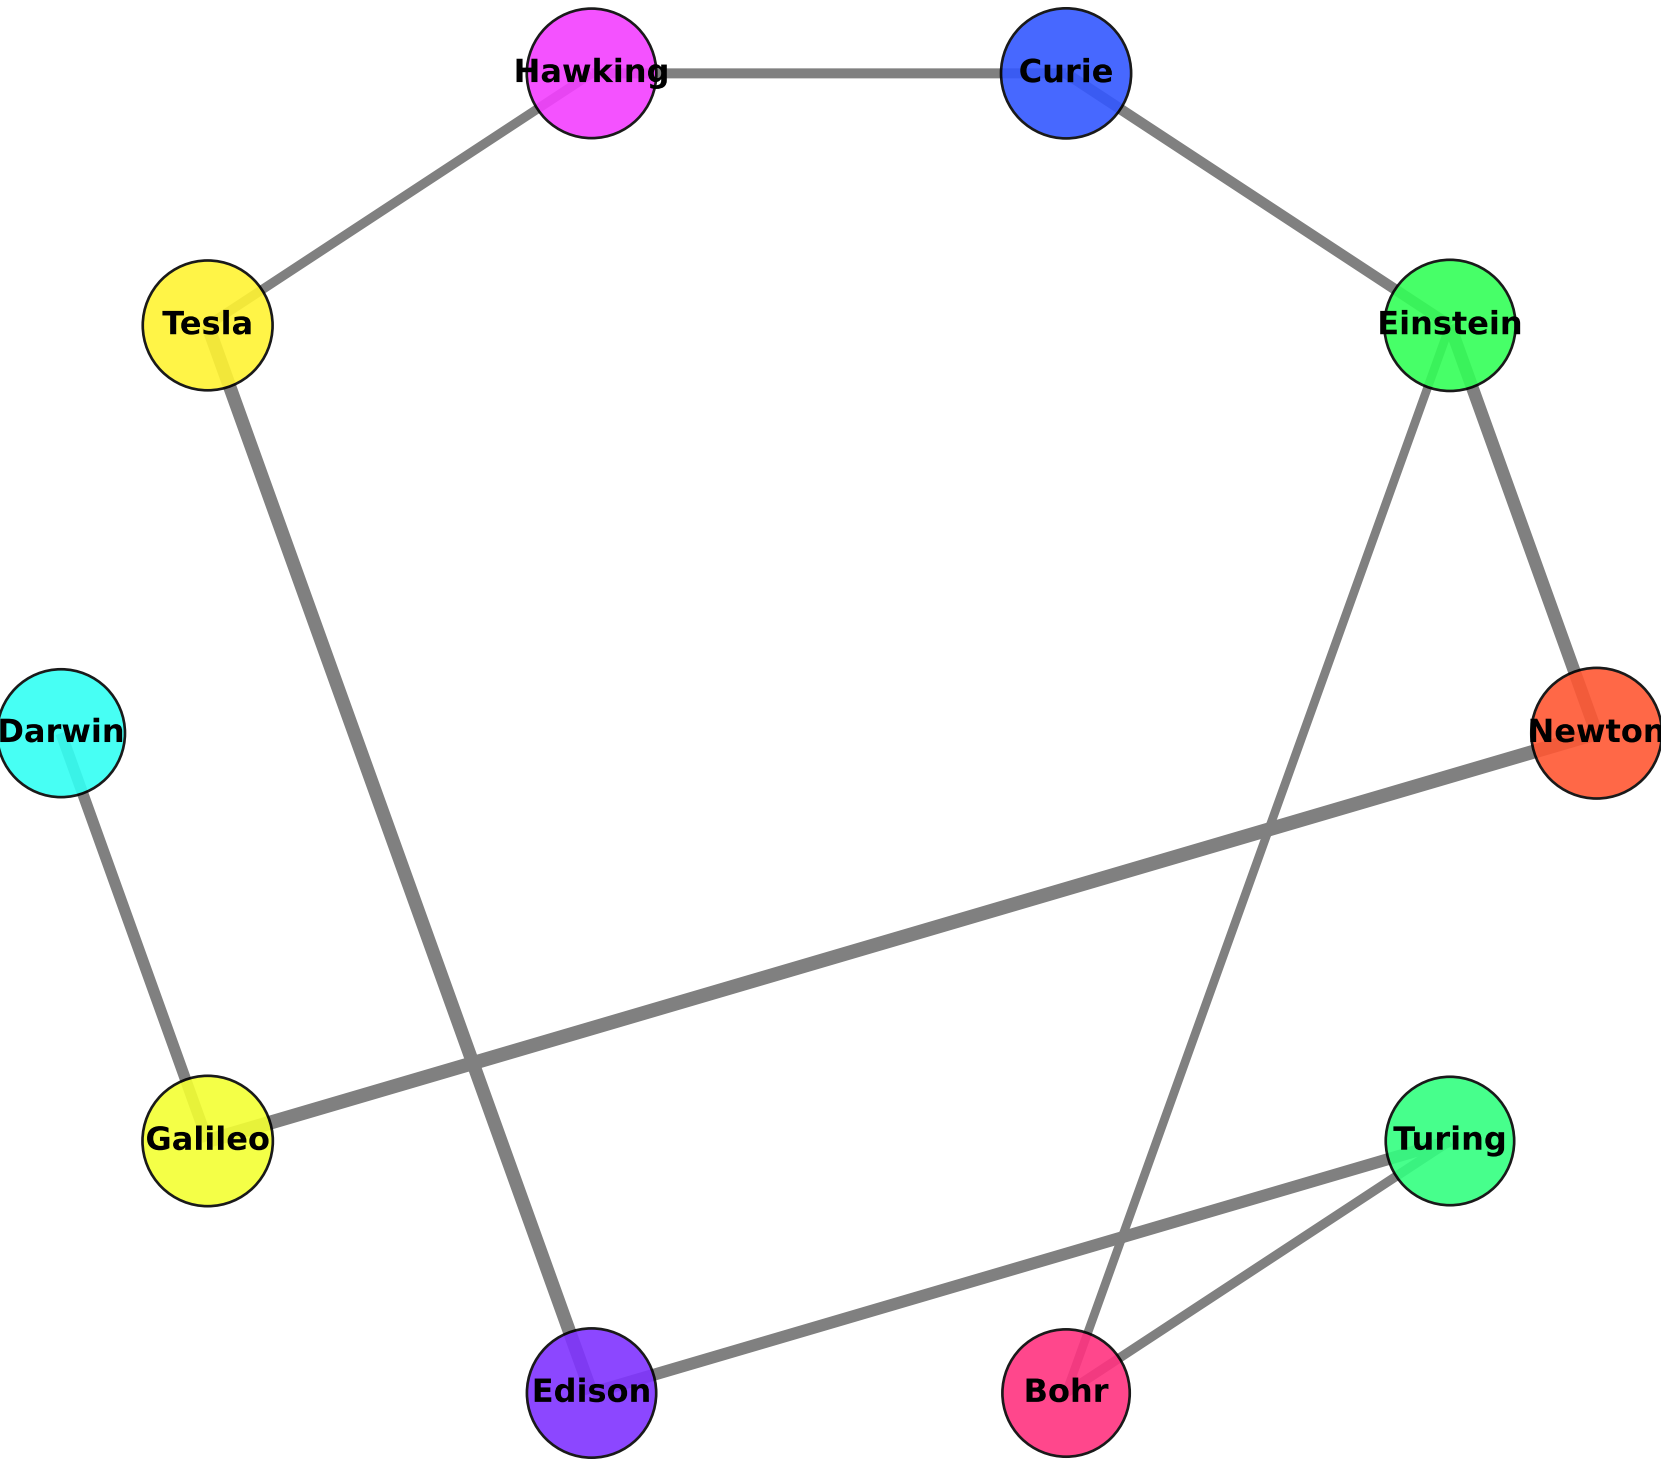 Hawking
Curie
Tesla
Einstein
Darwin
Newton
Galileo
Turing
Edison
Bohr